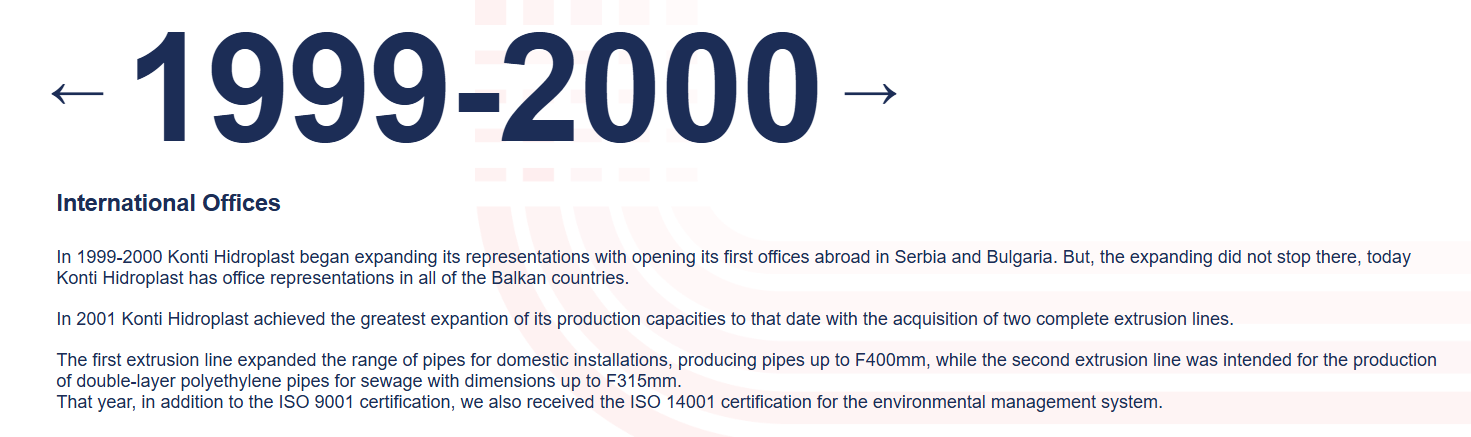 ← 1999-2000 →
International Offices
In 1999-2000 Konti Hidroplast began expanding its representations with opening its first offices abroad in Serbia and Bulgaria. But, the expanding did not stop there, today
Konti Hidroplast has office representations in all of the Balkan countries.
In 2001 Konti Hidroplast achieved the greatest expantion of its production capacities to that date with the acquisition of two complete extrusion lines.
The first extrusion line expanded the range of pipes for domestic installations, producing pipes up to F400mm, while the second extrusion line was intended for the production
of double-layer polyethylene pipes for sewage with dimensions up to F315mm.
That year, in addition to the ISO 9001 certification, we also received the ISO 14001 certification for the environmental management system.